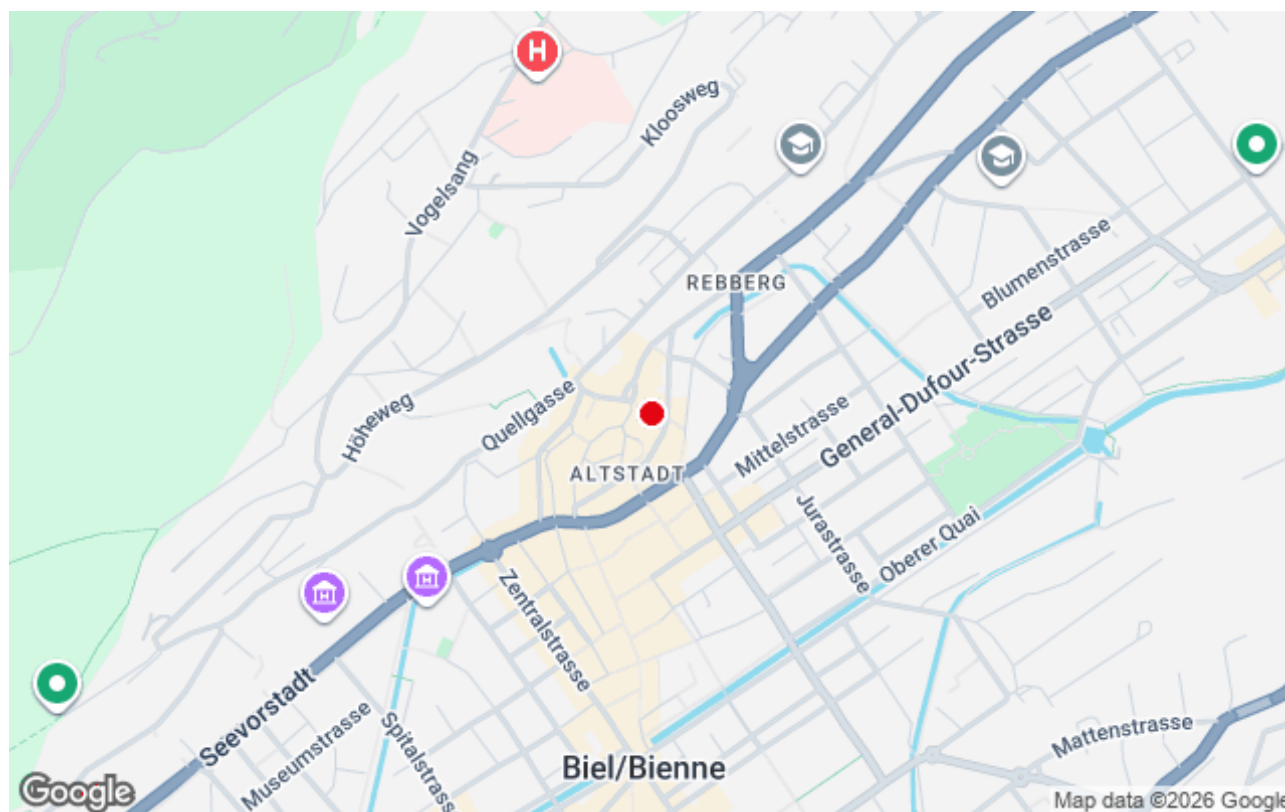 H
Kloosweg
Vogelsang
REBBERG
Blumenstrasse
General-Dufour-Strasse
Höheweg
Quellgasse
ALTSTADT
Mittelstrasse
Jurastrasse
Oberer Quai
H
H
Zentralstrasse
Seevorstadt
Museumstrasse
Spitalstrasse
Mattenstrasse
Biel/Bienne
Google
Map data ©2026 Google